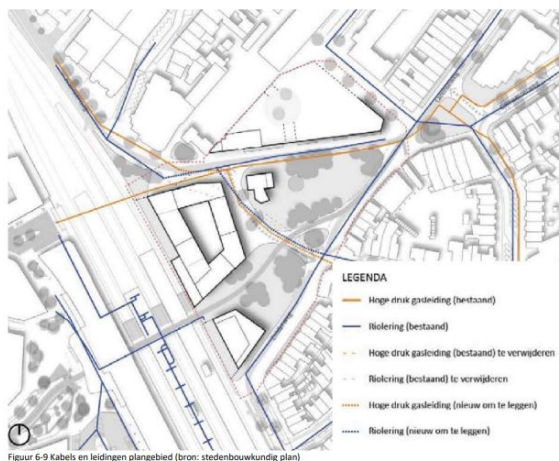 LEGENDA
Hoge druk gasleiding (bestaand)
Riolering (bestaand)
Hoge druk gasleiding (bestaand) te verwijderen
Riolering (bestaand) te verwijderen
Hoge druk gasleiding (nieuw om te leggen)
Riolering (nieuw om te leggen)
Figuur 6-9 Kabels en leidingen plangebied (bron: stedenbouwkundig plan)